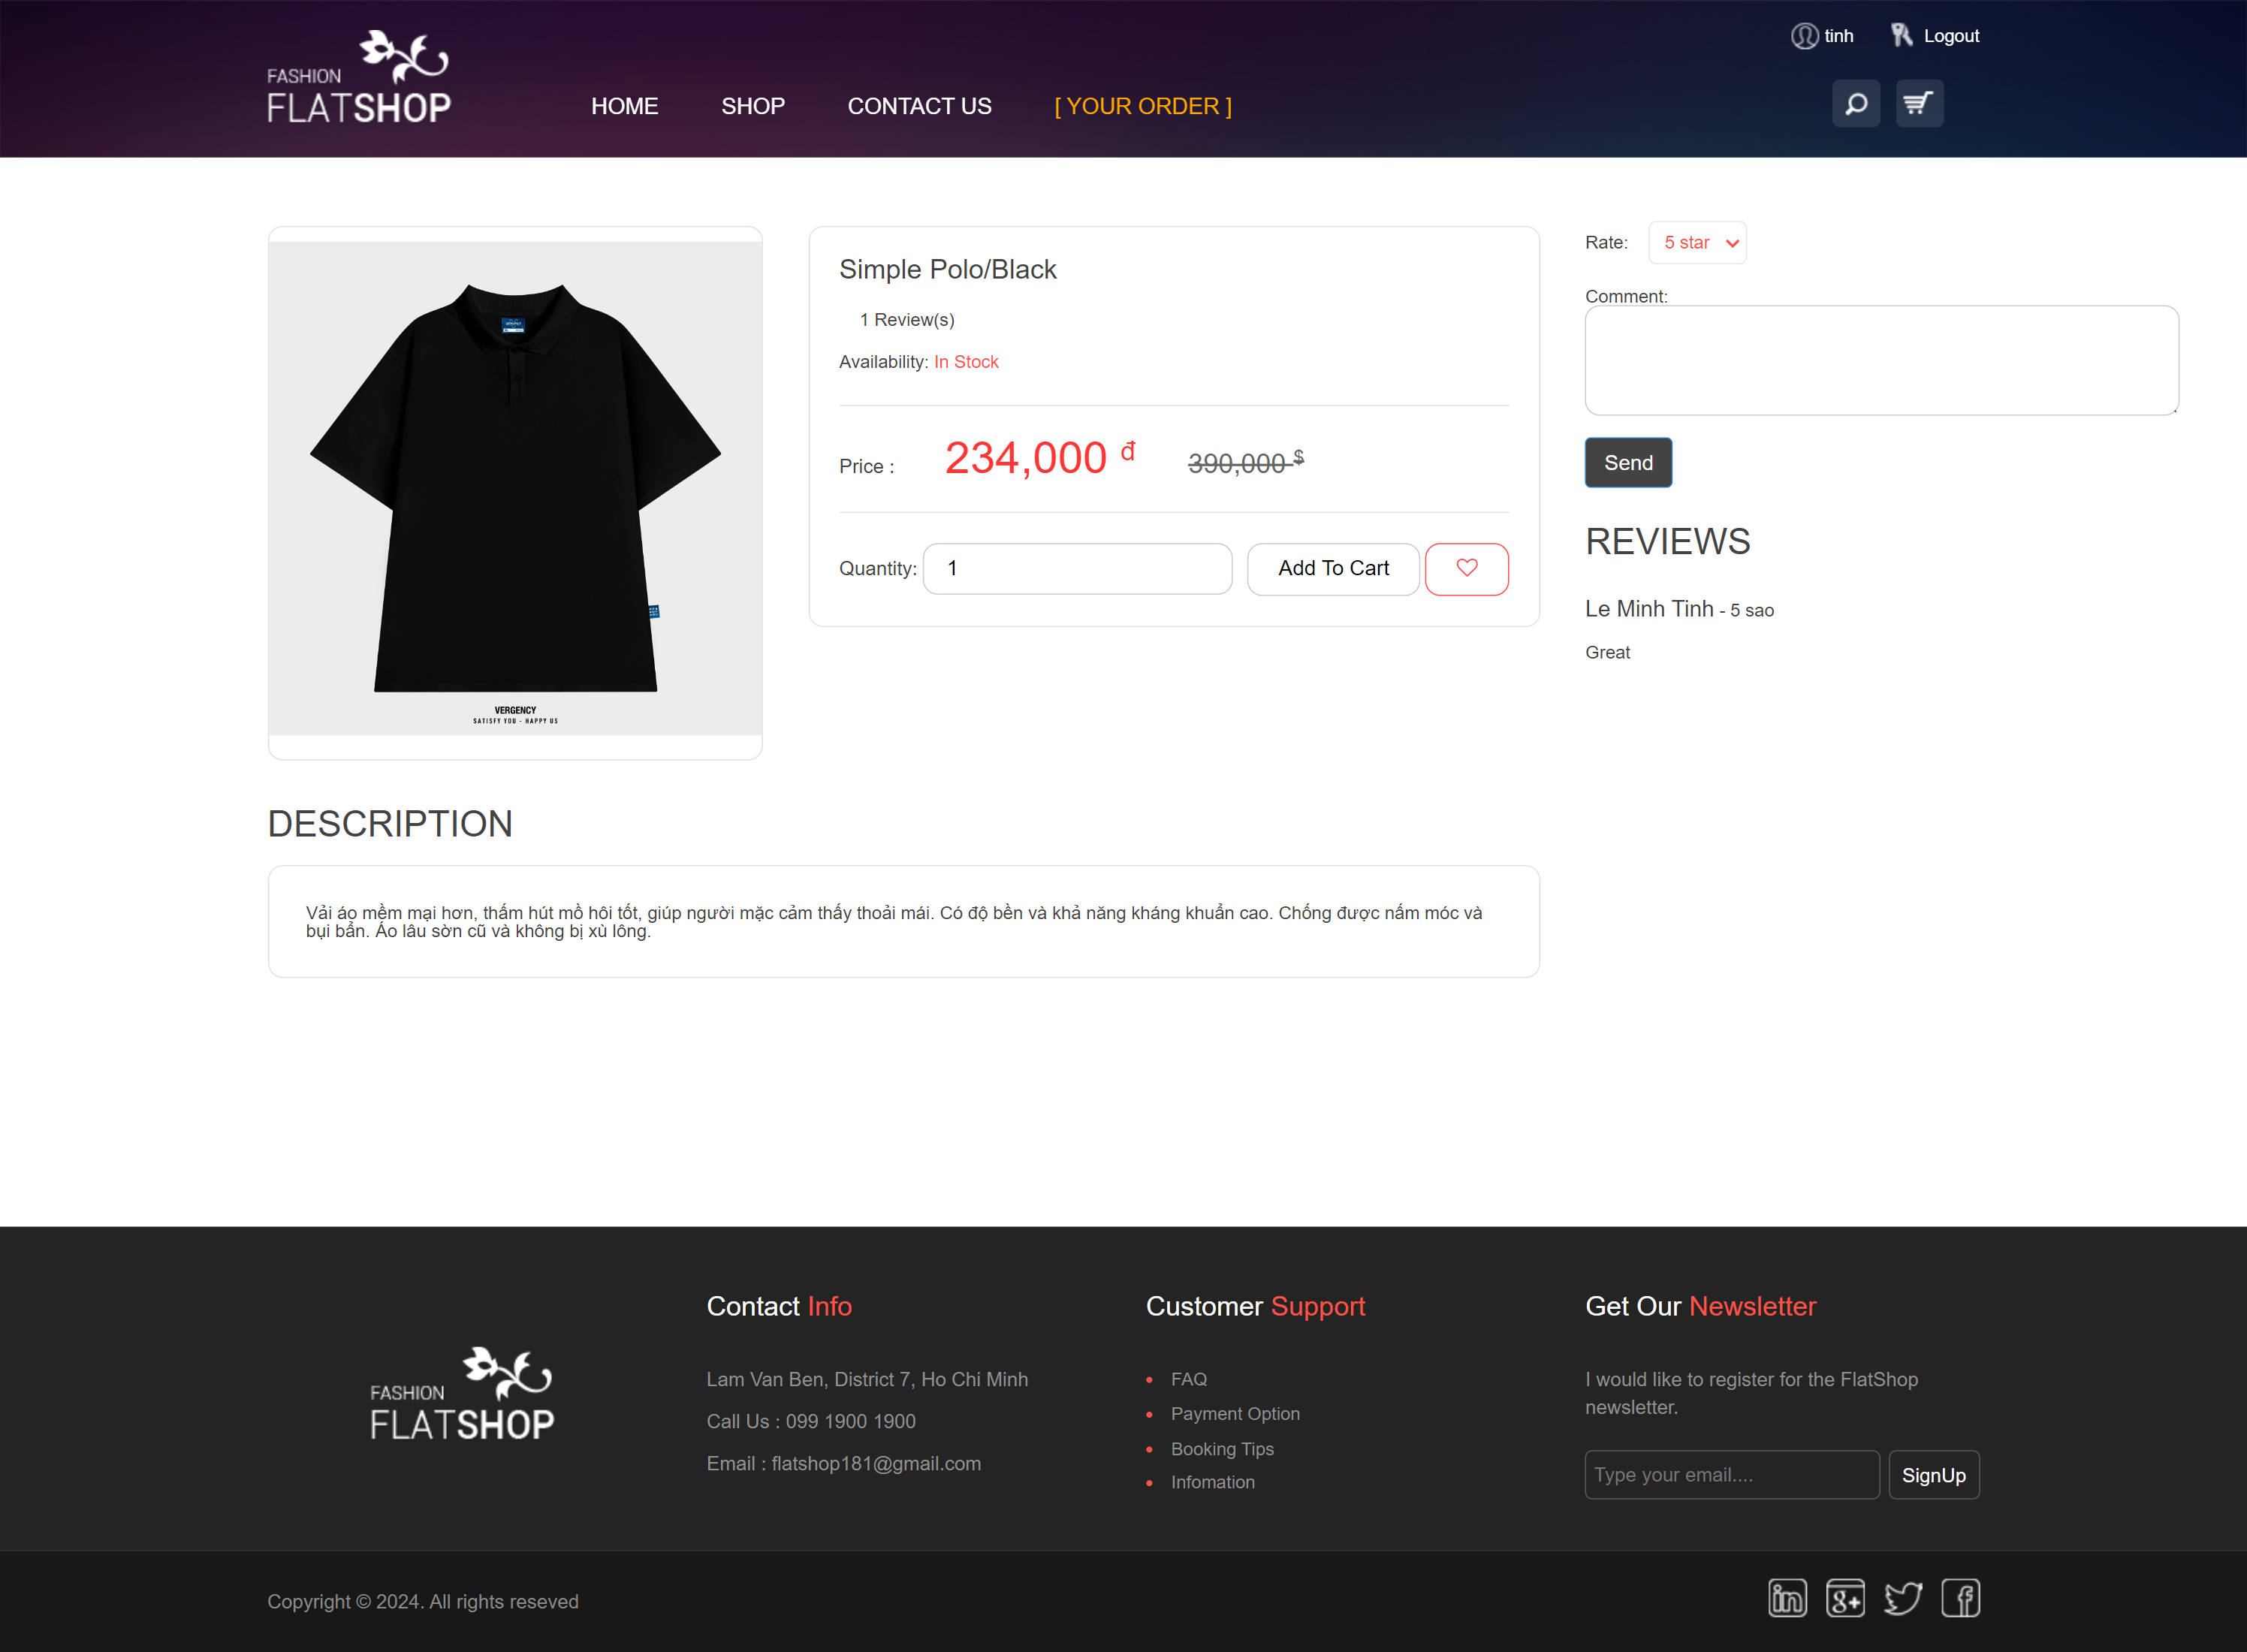 FASHION
FLATSHOP
HOME
SHOP
CONTACT US
[ YOUR ORDER ]
tinh
Logout
VERGENCY
SATISFY YOU - HAPPY US
Simple Polo/Black
1 Review(s)
Availability: In Stock
Price :
234,000 đ
390,000 $
Quantity:
1
Add To Cart
Rate:
5 star
Comment:
Send
REVIEWS
Le Minh Tinh - 5 sao
Great
DESCRIPTION
Vải áo mềm mại hơn, thấm hút mồ hôi tốt, giúp người mặc cảm thấy thoải mái. Có độ bền và khả năng kháng khuẩn cao. Chống được nấm móc và
bụi bẩn. Áo lâu sờn cũ và không bị xù lông.
FASHION
FLATSHOP
Contact Info
Lam Van Ben, District 7, Ho Chi Minh
Call Us : 099 1900 1900
Email : flatshop181@gmail.com
Customer Support
FAQ
Payment Option
Booking Tips
Infomation
Get Our Newsletter
I would like to register for the FlatShop
newsletter.
Type your email....
SignUp
Copyright © 2024. All rights reseved